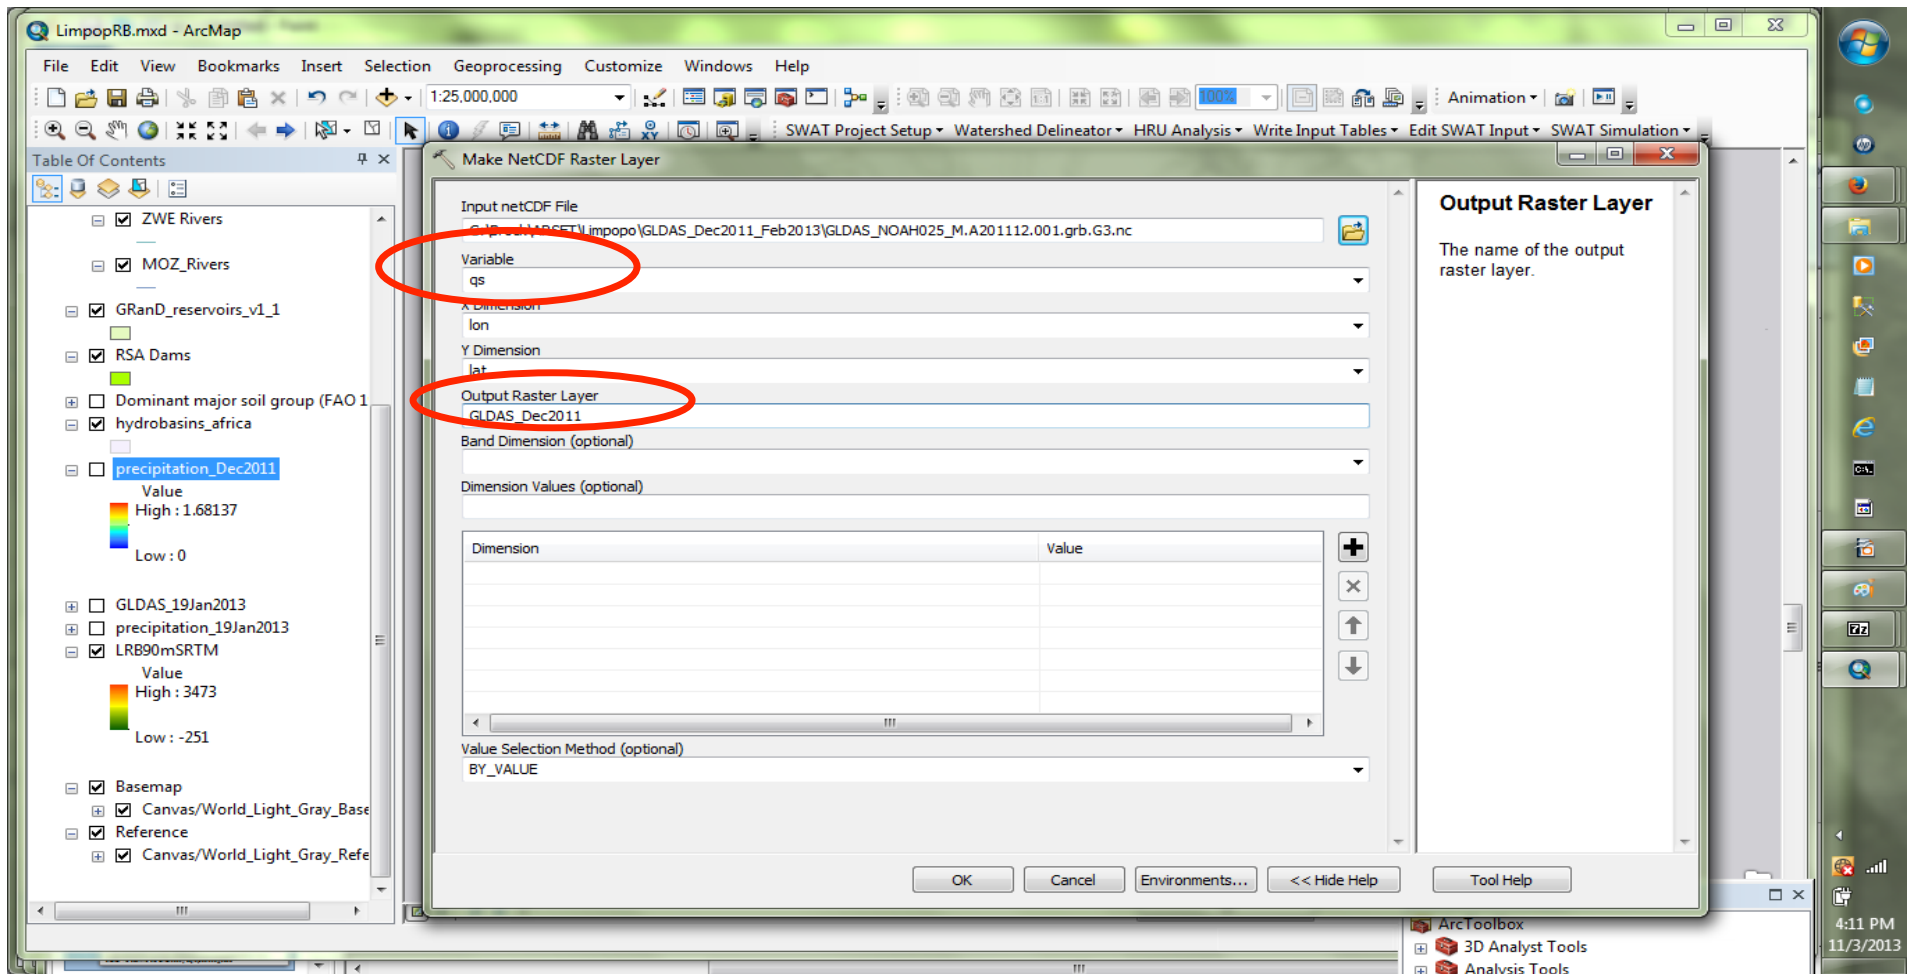 LimpopRB.mxd - ArcMap
File Edit View Bookmarks Insert Selection Geoprocessing Customize Windows Help
1:25,000,000 100% Animation
SWAT Project Setup Watershed Delineator HRU Analysis Write Input Tables Edit SWAT Input SWAT Simulation
Table Of Contents
ZWE Rivers
MOZ_Rivers
GRanD_reservoirs_v1_1
RSA Dams
Dominant major soil group (FAO 1
hydrobasins_africa
precipitation_Dec2011
Value
High : 1.68137
Low : 0
GLDAS_19Jan2013
precipitation_19Jan2013
LRB90mSRTM
Value
High : 3473
Low : -251
Basemap
Canvas/World_Light_Gray_Base
Reference
Canvas/World_Light_Gray_Refe
Make NetCDF Raster Layer
Input netCDF File
\Limpopo\GLDAS_Dec2011_Feb2013\GLDAS_NOAH025_M.A201112.001.grb.G3.nc
Variable
qs
X Dimension
lon
Y Dimension
lat
Output Raster Layer
GLDAS_Dec2011
Band Dimension (optional)
Dimension Values (optional)
Dimension Value
Value Selection Method (optional)
BY_VALUE
OK Cancel Environments... << Hide Help Tool Help
Output Raster Layer
The name of the output
raster layer.
ArcToolbox
3D Analyst Tools
Analysis Tools
4:11 PM
11/3/2013